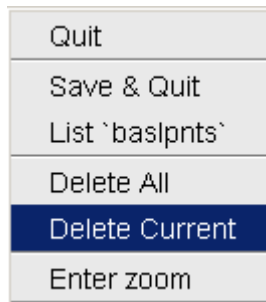 Quit
Save & Quit
List `baslpnts`
Delete All
Delete Current
Enter zoom